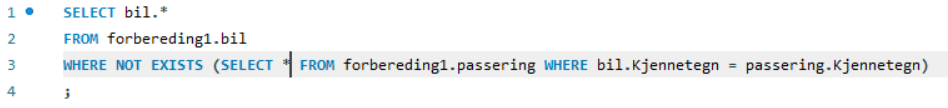 1 SELECT bil.*
2 FROM forbereding1.bil
3 WHERE NOT EXISTS (SELECT * FROM forbereding1.passering WHERE bil.Kjennetegn = passering.Kjennetegn)
4 ;